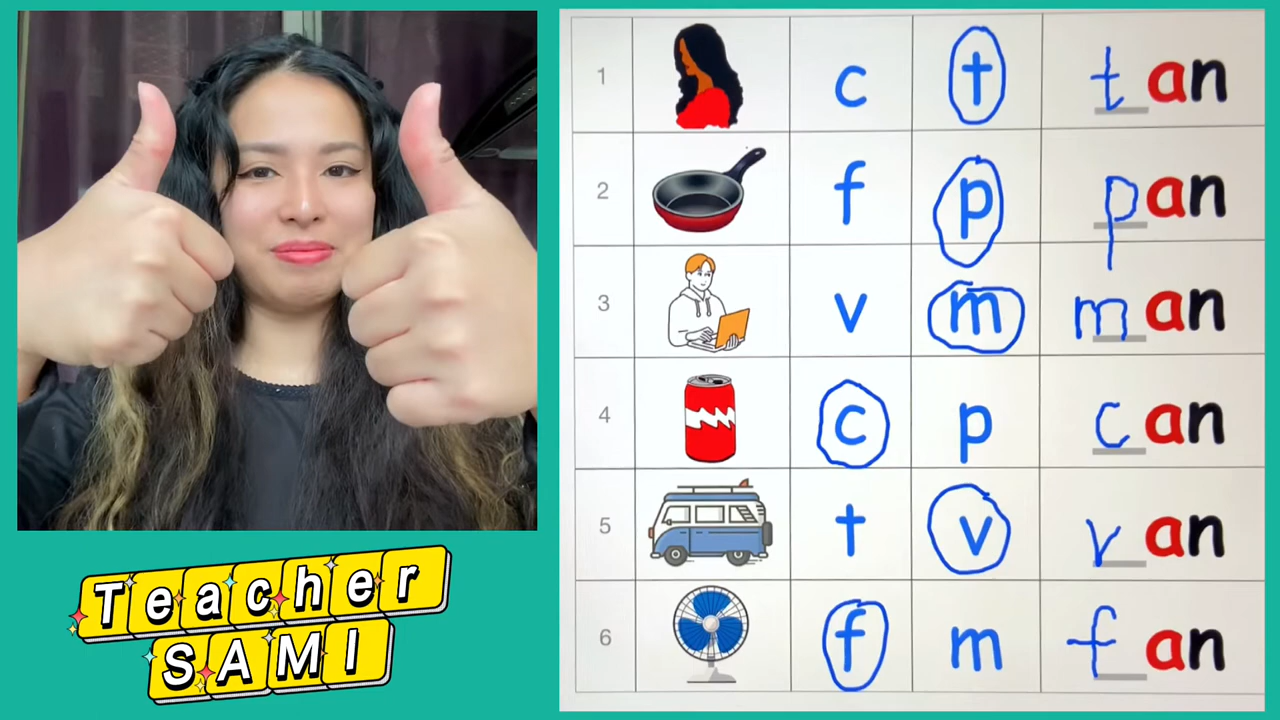 Teacher
SAMI
1 c t tan
2 f p pan
3 v m man
4 c p can
5 t v van
6 f m fan